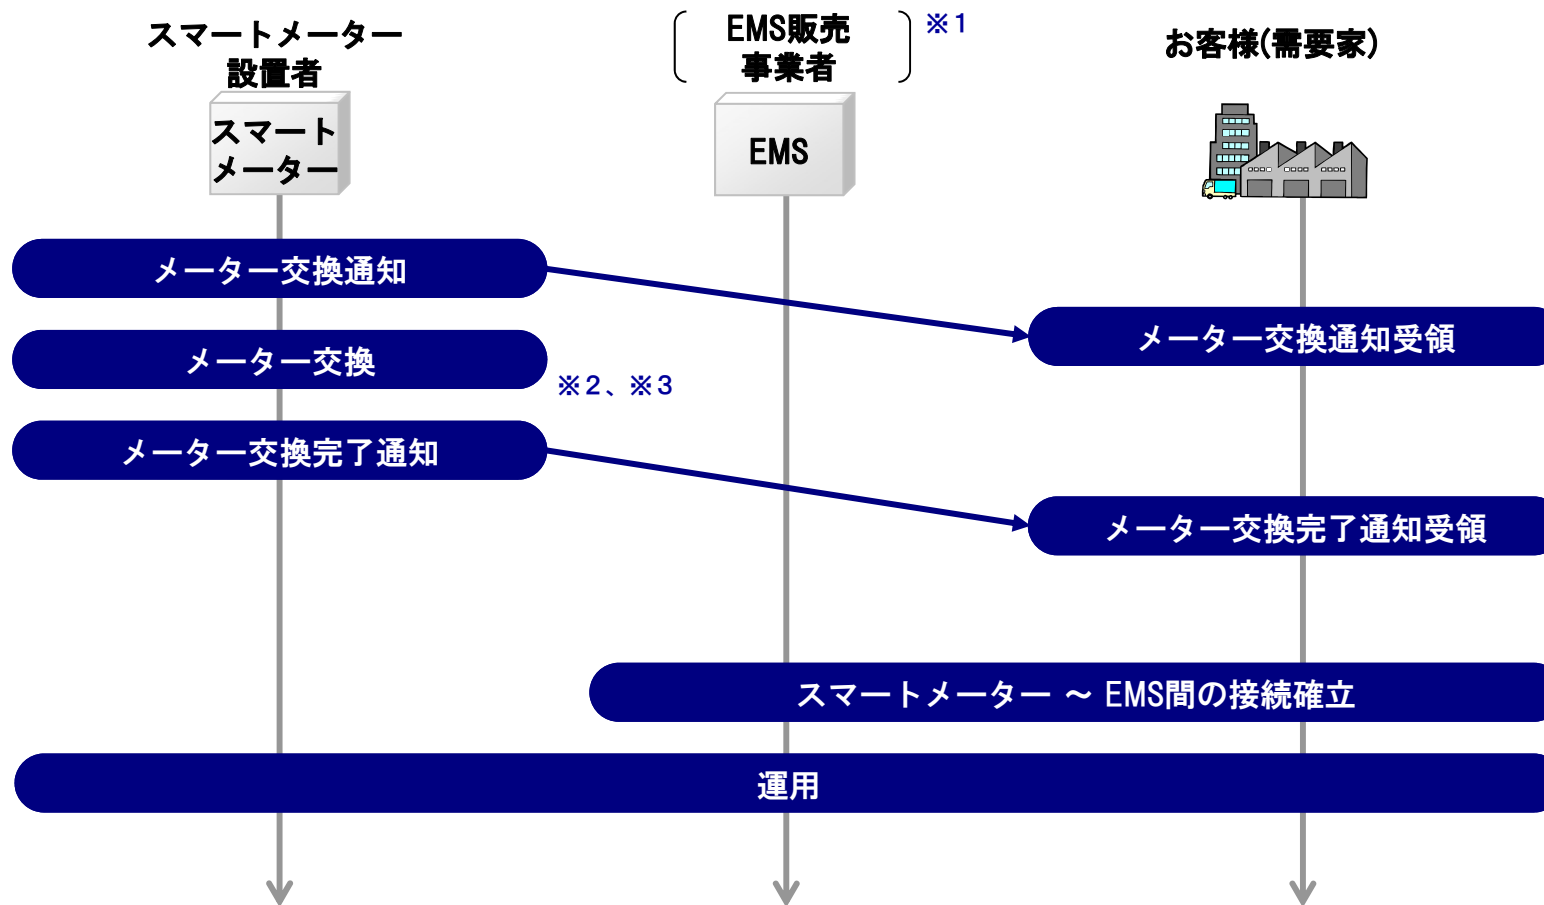 スマートメーター
設置者
EMS販売
事業者
※1
お客様(需要家)
スマート
メーター
EMS
メーター交換通知
メーター交換通知受領
メーター交換
※2、※3
メーター交換完了通知
メーター交換完了通知受領
スマートメーター ～ EMS間の接続確立
運用